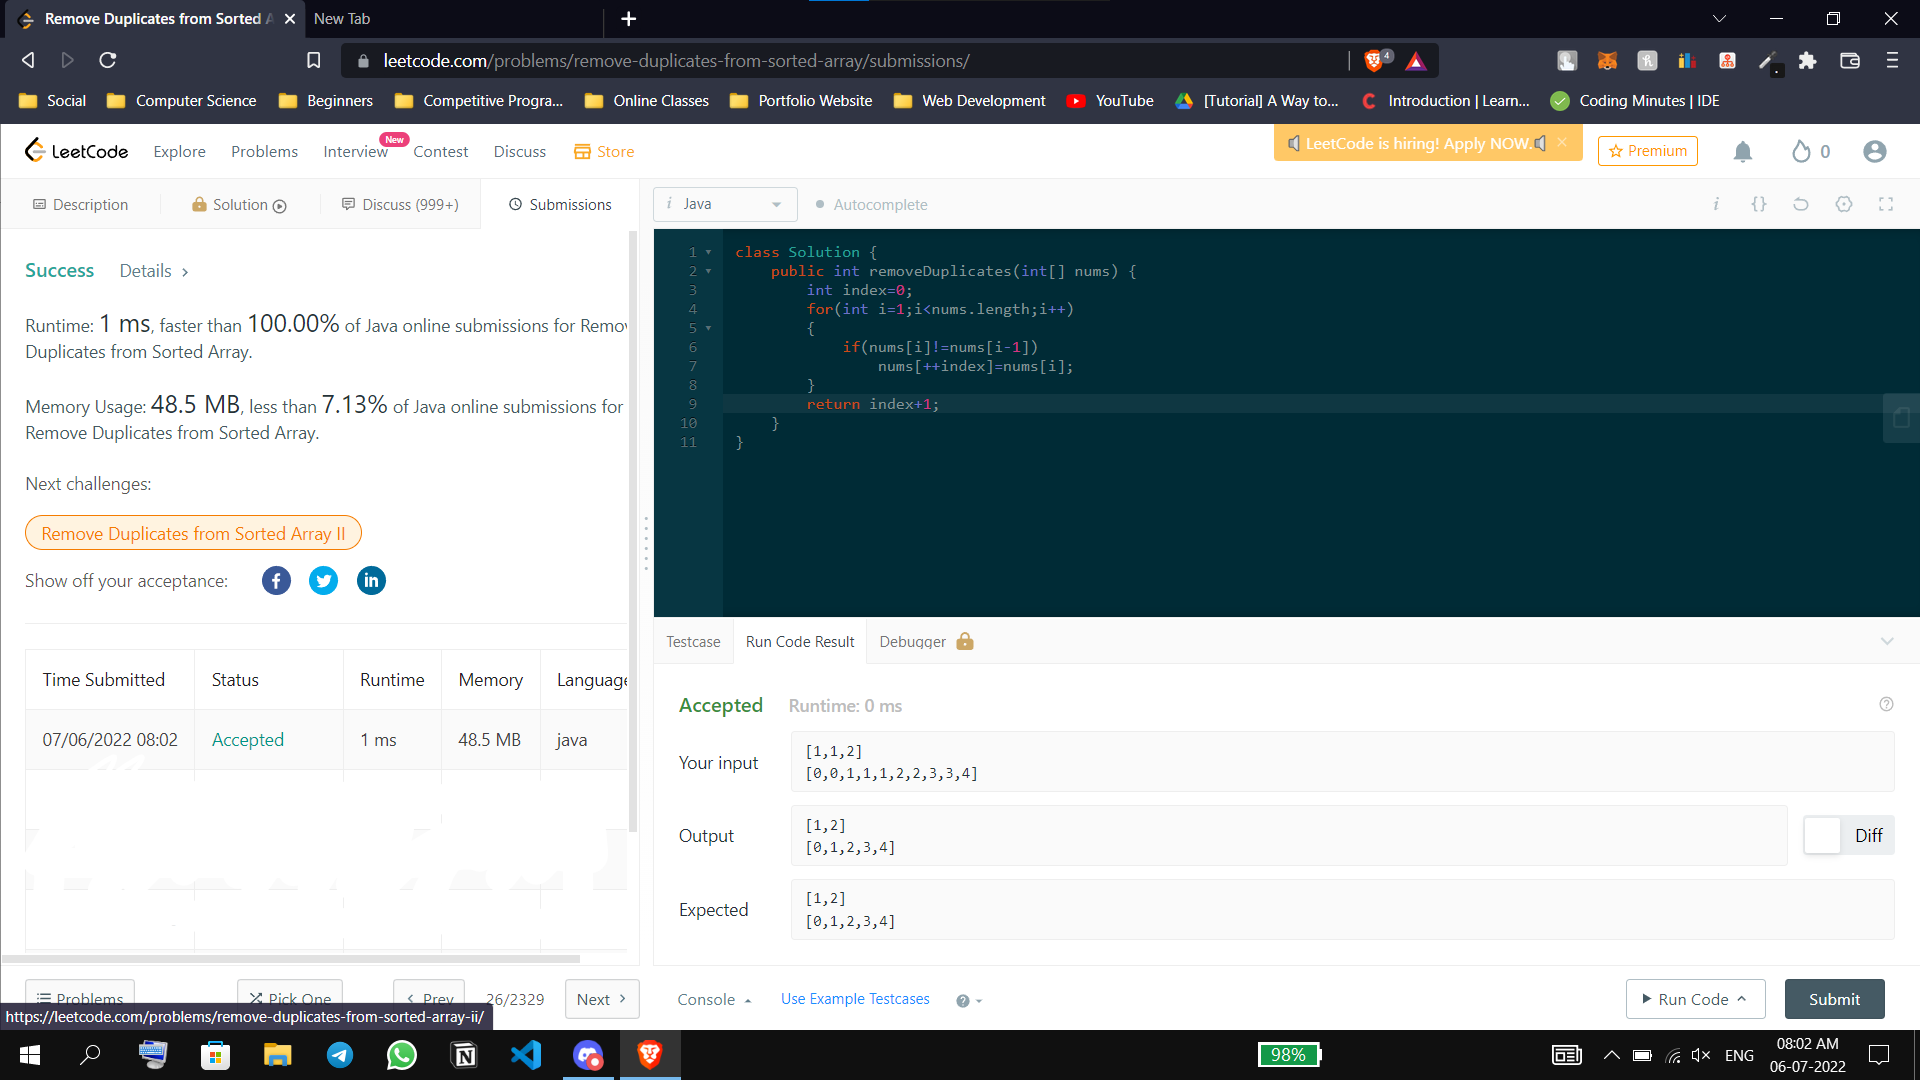 Remove Duplicates from Sorted A
New Tab
leetcode.com/problems/remove-duplicates-from-sorted-array/submissions/
4
Social
Computer Science
Beginners
Competitive Progra...
Online Classes
Portfolio Website
Web Development
YouTube
[Tutorial] A Way to...
Introduction | Learn...
Coding Minutes | IDE
LeetCode
Explore
Problems
Interview
New
Contest
Discuss
Store
LeetCode is hiring! Apply NOW.
Premium
0
Description
Solution
Discuss (999+)
Submissions
i Java
Autocomplete
Success
Details
Runtime: 1 ms, faster than 100.00% of Java online submissions for Remov
Duplicates from Sorted Array.
Memory Usage: 48.5 MB, less than 7.13% of Java online submissions for
Remove Duplicates from Sorted Array.
Next challenges:
Remove Duplicates from Sorted Array II
Show off your acceptance:
Time Submitted Status Runtime Memory Language
07/06/2022 08:02 Accepted 1 ms 48.5 MB java
Problems
Pick One
Prev
26/2329
Next
https://leetcode.com/problems/remove-duplicates-from-sorted-array-ii/
1 class Solution {
2 public int removeDuplicates(int[] nums) {
3 int index=0;
4 for(int i=1;i<nums.length;i++)
5 {
6 if(nums[i]!=nums[i-1])
7 nums[++index]=nums[i];
8 }
9 return index+1;
10 }
11 }
Testcase
Run Code Result
Debugger
Accepted
Runtime: 0 ms
Your input
[1,1,2]
[0,0,1,1,1,2,2,3,3,4]
Output
[1,2]
[0,1,2,3,4]
Diff
Expected
[1,2]
[0,1,2,3,4]
Console
Use Example Testcases
Run Code
Submit
98%
ENG
08:02 AM
06-07-2022